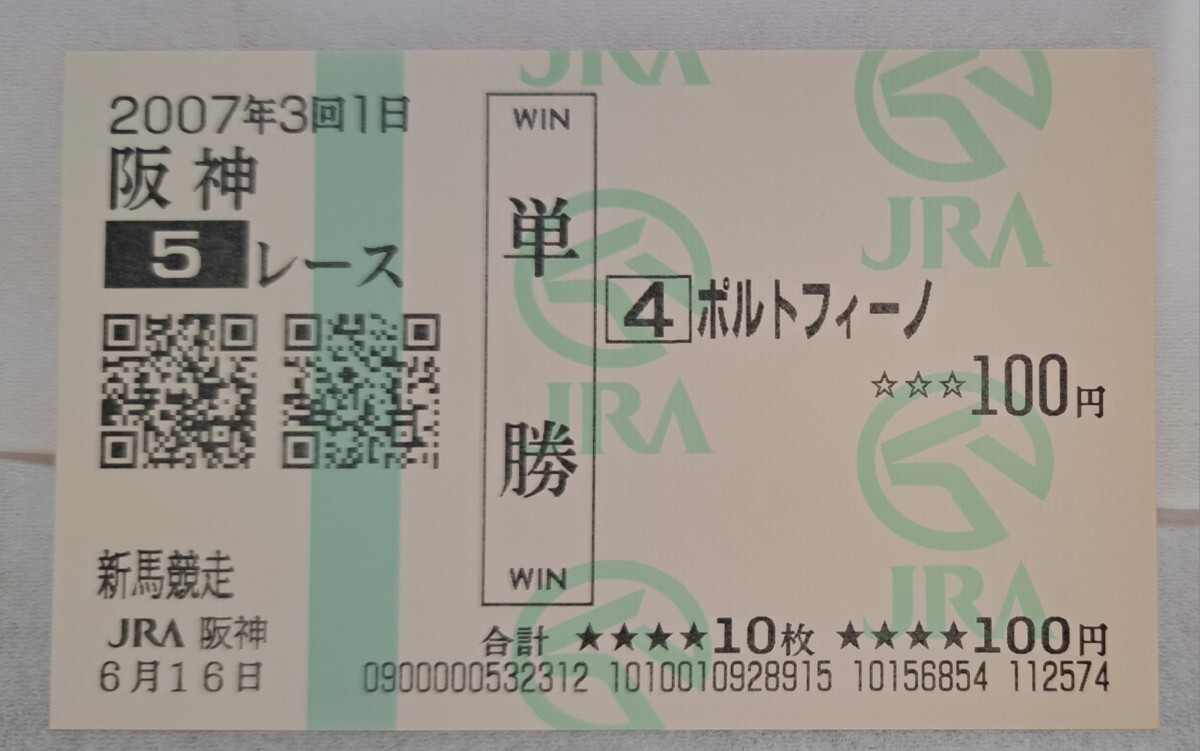 2007年3回1日
阪神
5レース
新馬競走
JRA 阪神
6月16日
WIN
単勝
WIN
4 ポルトフィーノ
☆☆☆100円
合計 ★★★★10枚 ★★★★100円
0900000532312 1010010928915 10156854 112574
JRA
JRA
JRA
JRA